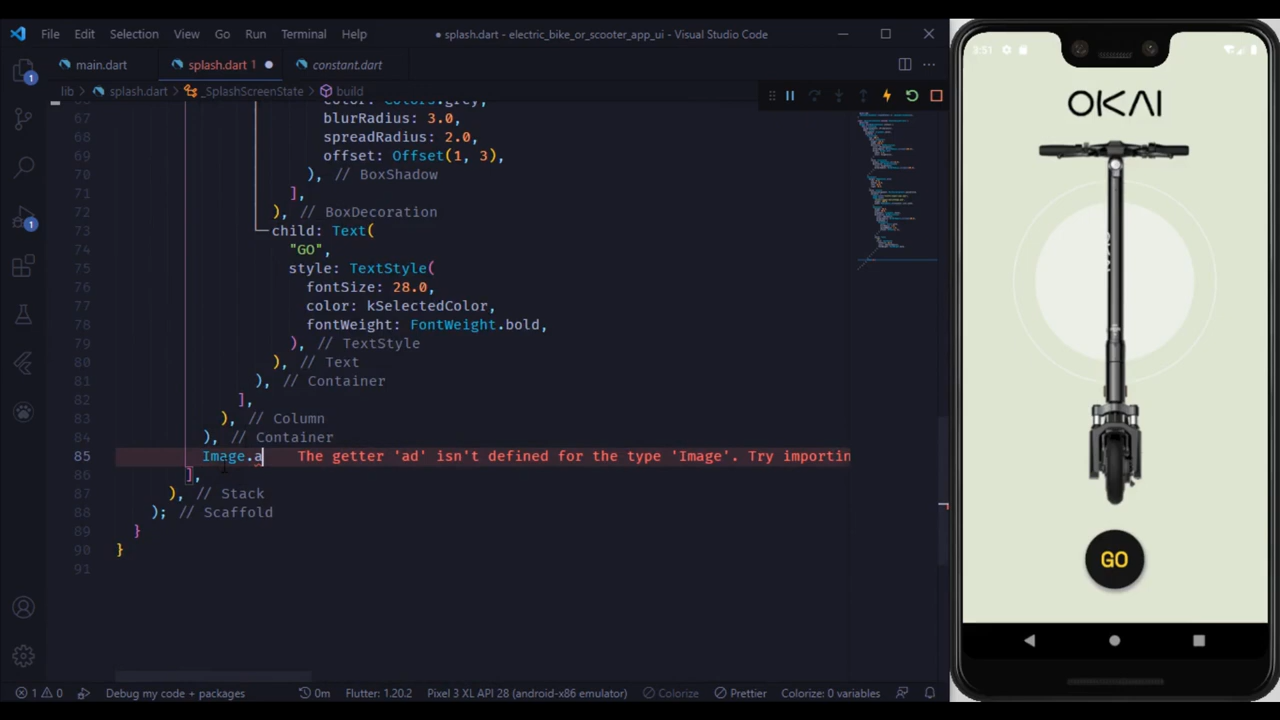 File Edit Selection View Go Run Terminal Help
● splash.dart - electric_bike_or_scooter_app_ui - Visual Studio Code
main.dart
splash.dart 1 ●
constant.dart
lib > splash.dart > _SplashScreenState > build
67 blurRadius: 3.0,
68 spreadRadius: 2.0,
69 offset: Offset(1, 3),
70 ), // BoxShadow
71 ],
72 ), // BoxDecoration
73 child: Text(
74 "GO",
75 style: TextStyle(
76 fontSize: 28.0,
77 color: kSelectedColor,
78 fontWeight: FontWeight.bold,
79 ), // TextStyle
80 ), // Text
81 ), // Container
82 ],
83 ), // Column
84 ), // Container
85 Image.a The getter 'ad' isn't defined for the type 'Image'. Try importin
86 ],
87 ), // Stack
88 ); // Scaffold
89 }
90 }
91
1
1
1 0 Debug my code + packages 0m Flutter: 1.20.2 Pixel 3 XL API 28 (android-x86 emulator) Colorize Prettier Colorize: 0 variables
3:51
OKAI
OKAI
GO